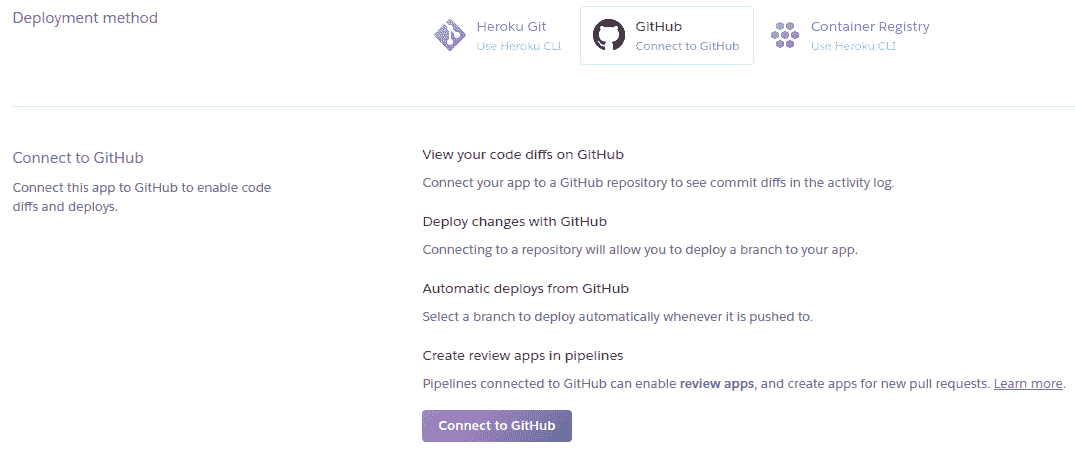 Deployment method
Heroku Git
Use Heroku CLI
GitHub
Connect to GitHub
Container Registry
Use Heroku CLI
Connect to GitHub
Connect this app to GitHub to enable code
diffs and deploys.
View your code diffs on GitHub
Connect your app to a GitHub repository to see commit diffs in the activity log.
Deploy changes with GitHub
Connecting to a repository will allow you to deploy a branch to your app.
Automatic deploys from GitHub
Select a branch to deploy automatically whenever it is pushed to.
Create review apps in pipelines
Pipelines connected to GitHub can enable review apps, and create apps for new pull requests. Learn more.
Connect to GitHub